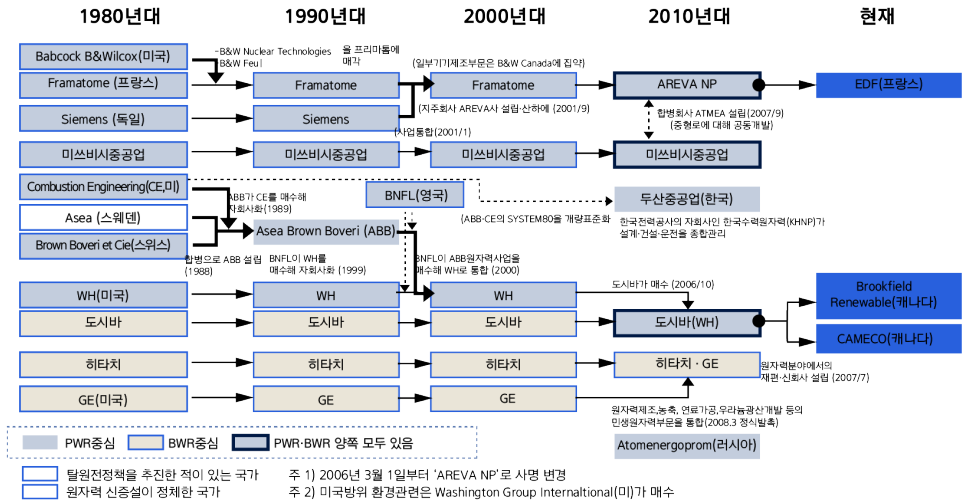 1980년대 1990년대 2000년대 2010년대 현재
Babcock B&Wilcox(미국)
-B&W Nuclear Technologies
B&W Feu
을 프리마톰에
매각
(일부기기제조부문은 B&W Canada에 집약)
Framatome (프랑스) Framatome Framatome AREVA NP EDF(프랑스)
(지주회사 AREVA사 설립·산하에 (2001/9)
합병회사 ATMEA 설립(2007/9)
(중형로에 대해 공동개발)
Siemens (독일) Siemens
(사업통합(2001/1)
미쓰비시중공업 미쓰비시중공업 미쓰비시중공업 미쓰비시중공업
Combustion Engineering(CE,미)
ABB가 CE를 매수해
자회사화(1989)
BNFL(영국)
두산중공업(한국)
Asea (스웨덴)
(ABB·CE의 SYSTEM80을 개량표준화
한국전력공사의 자회사인 한국수력원자력(KHNP)가
설계·건설·운전을 종합관리
Asea Brown Boveri (ABB)
Brown Boveri et Cie(스위스)
합병으로 ABB 설립
(1988)
BNFL이 WH를
매수해 자회사화 (1999)
BNFL이 ABB원자력사업을
매수해 WH로 통합 (2000)
도시바가 매수 (2006/10)
WH(미국) WH WH
Brookfield
Renewable(캐나다)
도시바 도시바 도시바 도시바(WH)
CAMECO(캐나다)
히타치 히타치 히타치 히타치 · GE
원자력분야에서의
재편·신회사 설립 (2007/7)
GE(미국) GE GE
원자력제조,농축, 연료가공,우라늄광산개발 등의
민생원자력부문을 통합(2008.3 정식발촉)
Atomenergoprom(러시아)
PWR중심 BWR중심 PWR·BWR 양쪽 모두 있음
탈원전정책을 추진한 적이 있는 국가 주 1) 2006년 3월 1일부터 'AREVA NP'로 사명 변경
원자력 신증설이 정체한 국가 주 2) 미국방위 환경관련은 Washington Group Internaltional(미)가 매수